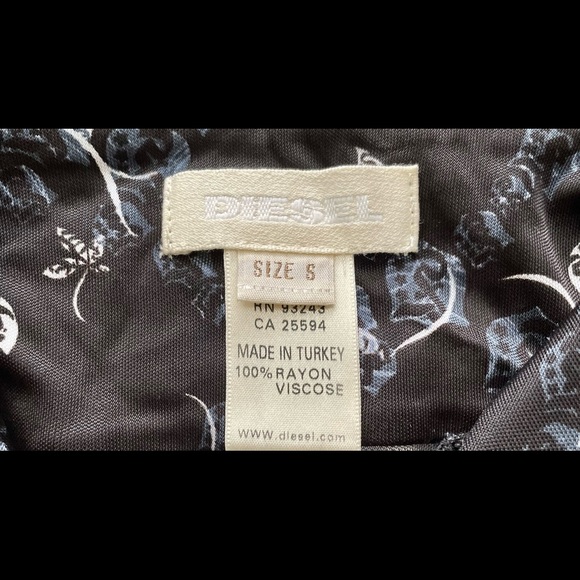 DIESEL
SIZE S
RN 93243
CA 25594
MADE IN TURKEY
100% RAYON
VISCOSE
www.diesel.com